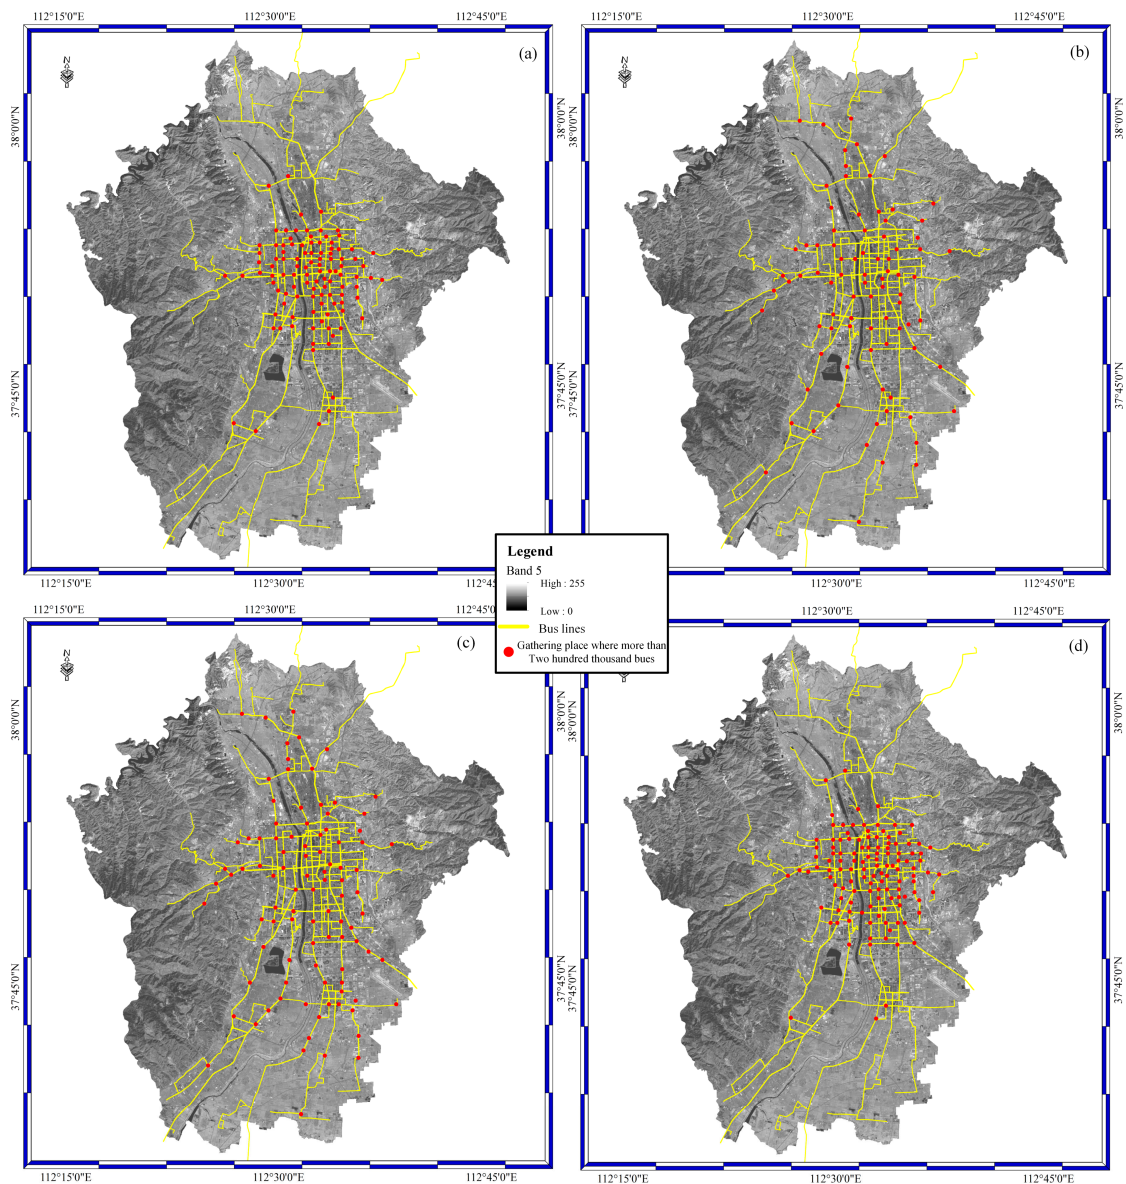 112°15'0"E 112°30'0"E 112°45'0"E
112°30'0"E 112°45'0"E
(a)
(b)
N
N
38°0'0"N
38°0'0"N
38°0'0"N
37°45'0"N
37°45'0"N
37°45'0"N
112°15'0"E 112°30'0"E 112°45'
112°30'0"E 112°45'0"E
Legend
Band 5
High : 255
Low : 0
Bus lines
Gathering place where more than
Two hundred thousand bues
112°15'0"E 112°30'0"E
112°30'0"E 112°45'0"E
(c)
(d)
N
38°0'0"N
38°0'0"N
38°0'0"N
37°45'0"N
37°45'0"N
37°45'0"N
37°45'0"N
112°15'0"E 112°30'0"E 112°45'0"E
112°30'0"E 112°45'0"E